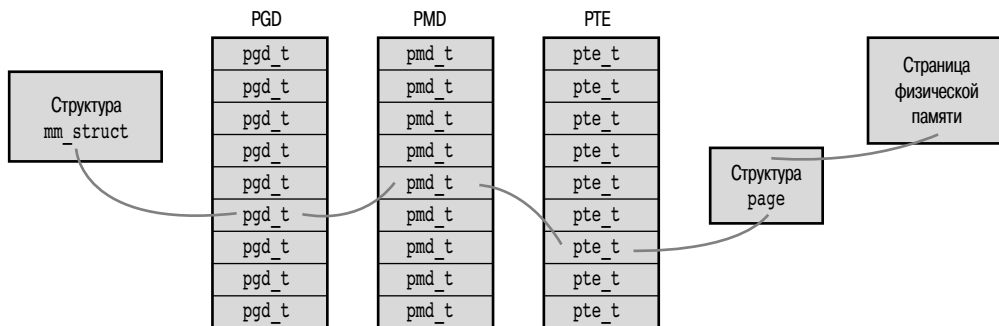 PGD
PMD
PTE
Структура
mm_struct
pgd_t
pgd_t
pgd_t
pgd_t
pgd_t
pgd_t
pgd_t
pgd_t
pgd_t
pmd_t
pmd_t
pmd_t
pmd_t
pmd_t
pmd_t
pmd_t
pmd_t
pmd_t
pte_t
pte_t
pte_t
pte_t
pte_t
pte_t
pte_t
pte_t
pte_t
Структура
page
Страница
физической
памяти